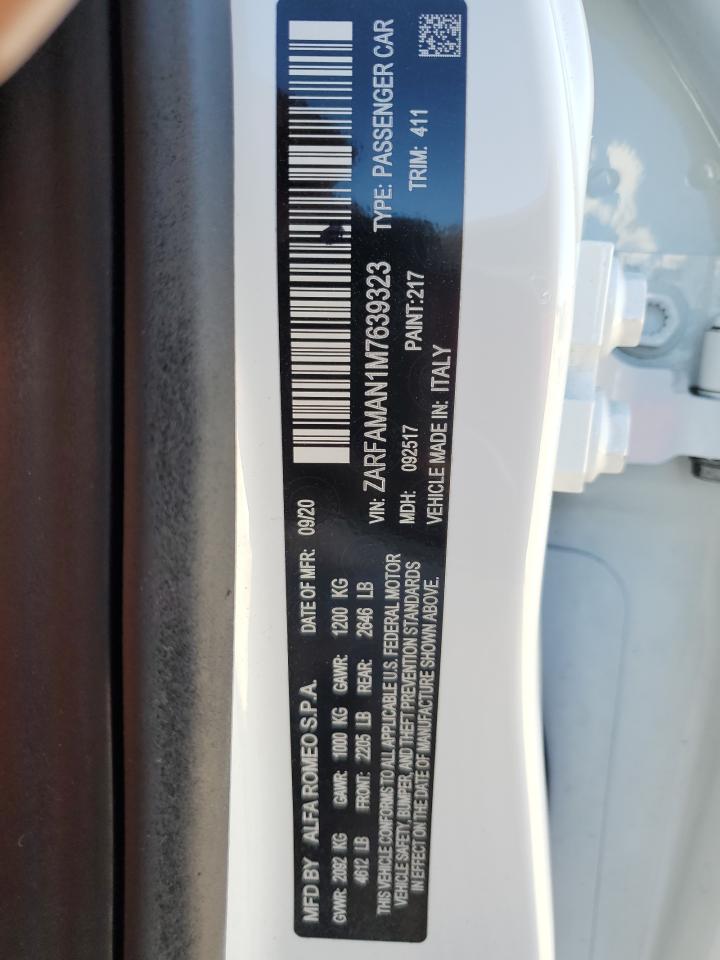 MFD BY ALFA ROMEO S.P.A. DATE OF MFR: 09/20
GVWR: 2092 KG GAWR: 1000 KG GAWR: 1200 KG
4612 LB FRONT: 2205 LB REAR: 2646 LB
THIS VEHICLE CONFORMS TO ALL APPLICABLE U.S. FEDERAL MOTOR
VEHICLE SAFETY, BUMPER, AND THEFT PREVENTION STANDARDS
IN EFFECT ON THE DATE OF MANUFACTURE SHOWN ABOVE.
VIN: ZARFAMAN1M7639323 TYPE: PASSENGER CAR
MDH: 092517 PAINT:217 TRIM: 411
VEHICLE MADE IN: ITALY